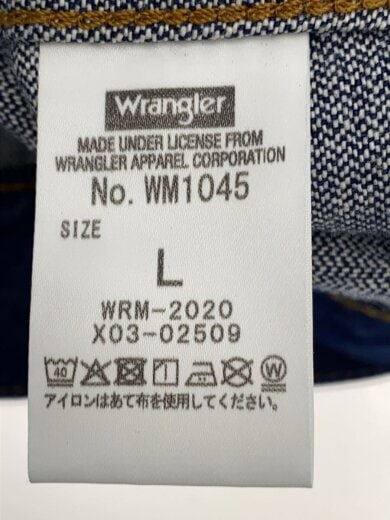 Wrangler
MADE UNDER LICENSE FROM
WRANGLER APPAREL CORPORATION
No. WM1045
SIZE
L
WRM-2020
X03-02509
40 W
アイロンはあて布を使用してください。